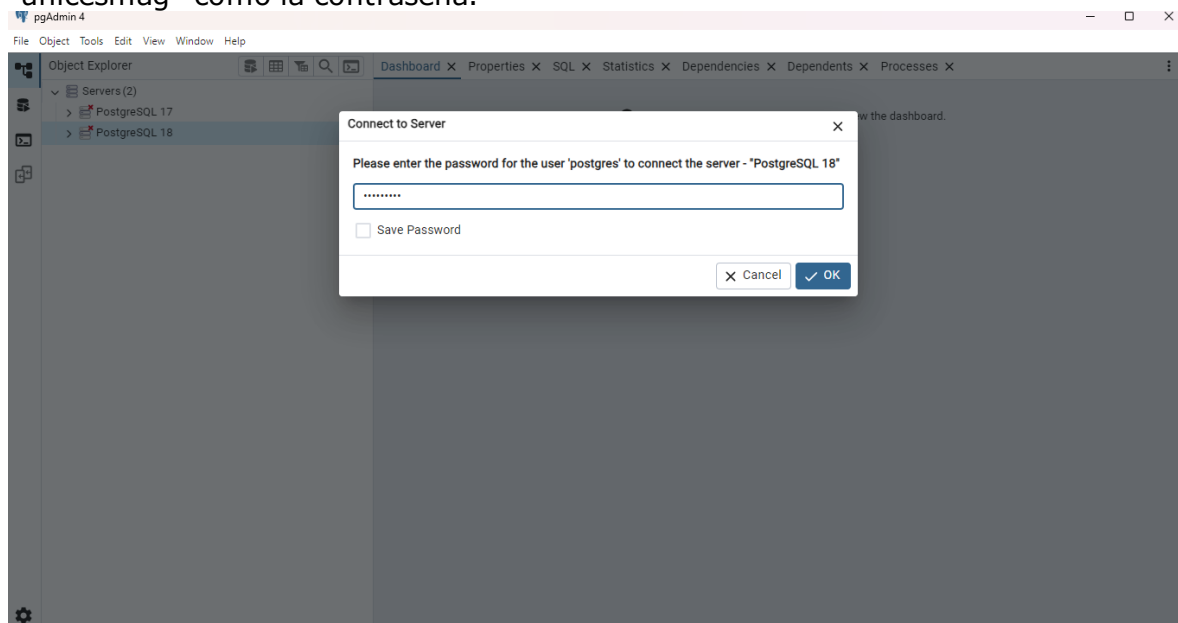 "unicesmag" como la contraseña.
pgAdmin 4
File Object Tools Edit View Window Help
Object Explorer
Dashboard Properties SQL Statistics Dependencies Dependents Processes
Servers (2)
PostgreSQL 17
PostgreSQL 18
w the dashboard.
Connect to Server
Please enter the password for the user 'postgres' to connect the server - "PostgreSQL 18"
•••••••••
Save Password
Cancel OK